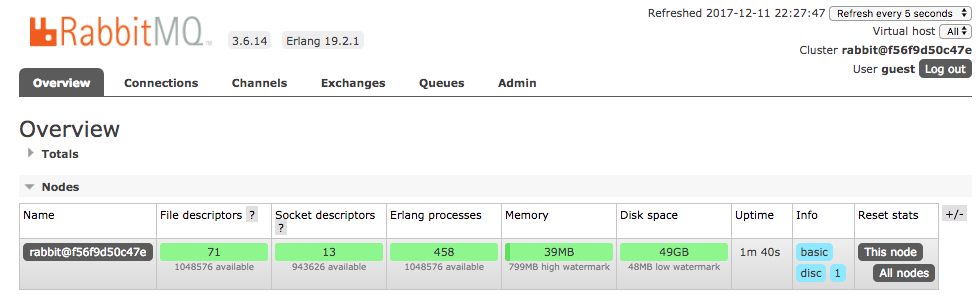 RabbitMQ™ 3.6.14 Erlang 19.2.1
Refreshed 2017-12-11 22:27:47 Refresh every 5 seconds
Virtual host All
Cluster rabbit@f56f9d50c47e
User guest Log out
Overview Connections Channels Exchanges Queues Admin
Overview
Totals
Nodes
Name File descriptors ? Socket descriptors ? Erlang processes Memory Disk space Uptime Info Reset stats +/-
rabbit@f56f9d50c47e 71 13 458 39MB 49GB 1m 40s basic This node
1048576 available 943626 available 1048576 available 799MB high watermark 48MB low watermark disc 1 All nodes